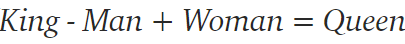 King - Man + Woman = Queen